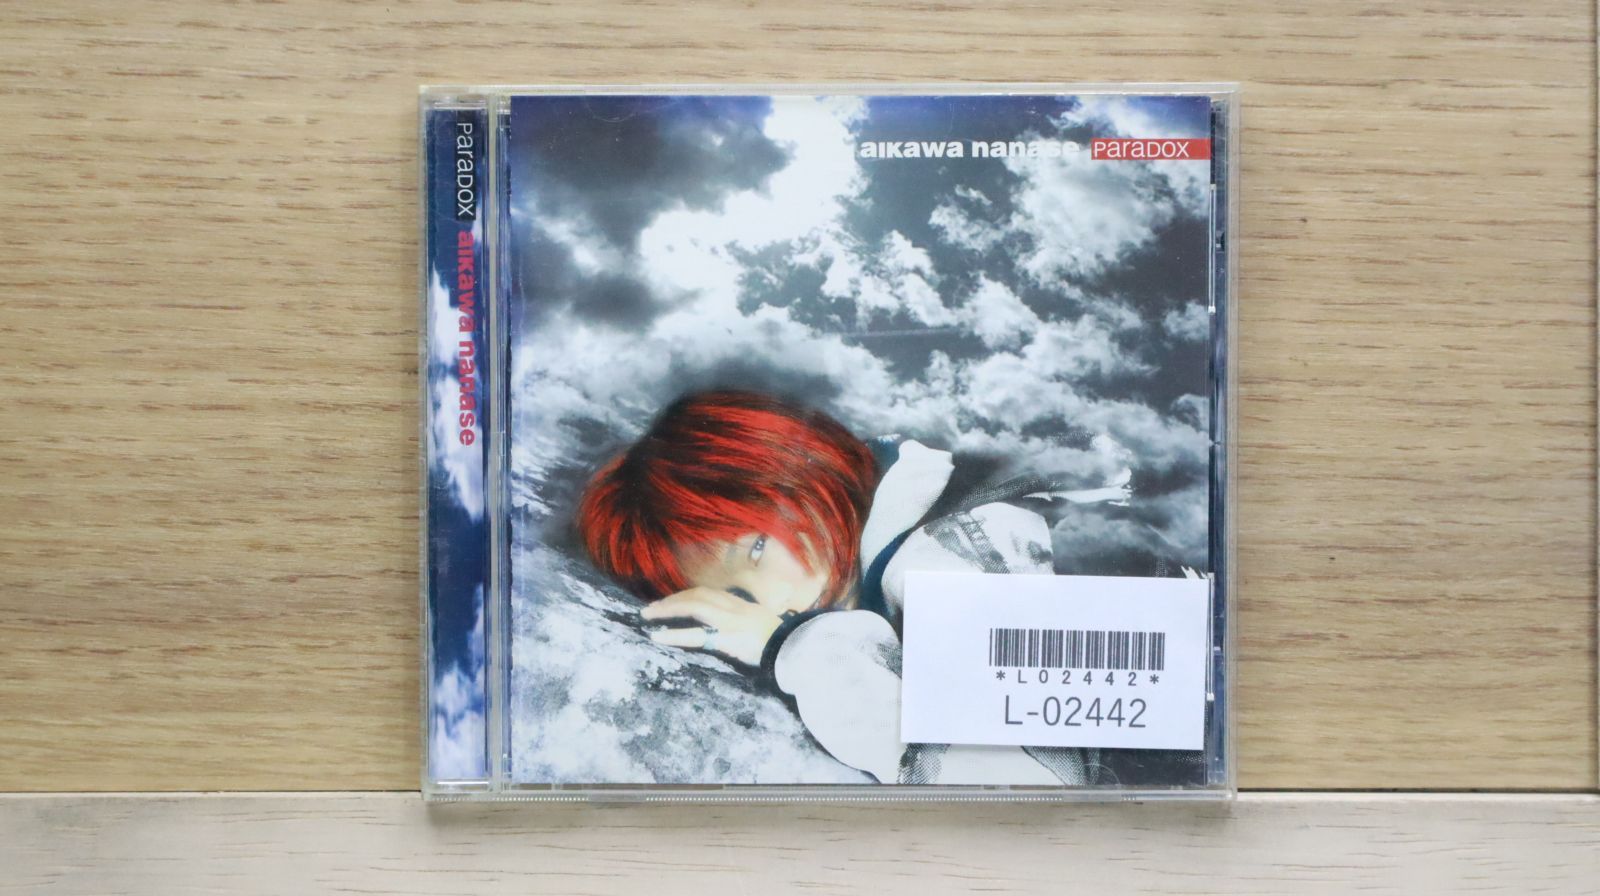 ParaDOX aikawa nanase
aikawa nanase ParaDOX
*L02442*
L-02442